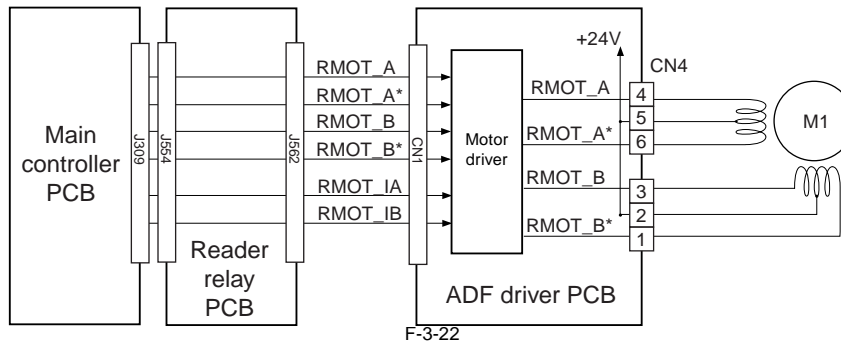 Main
controller
PCB
J309
J554
Reader
relay
PCB
J562
RMOT_A
RMOT_A*
RMOT_B
RMOT_B*
RMOT_IA
RMOT_IB
CN1
Motor
driver
ADF driver PCB
+24V
RMOT_A
RMOT_A*
RMOT_B
RMOT_B*
CN4
4
5
6
3
2
1
M1
F-3-22